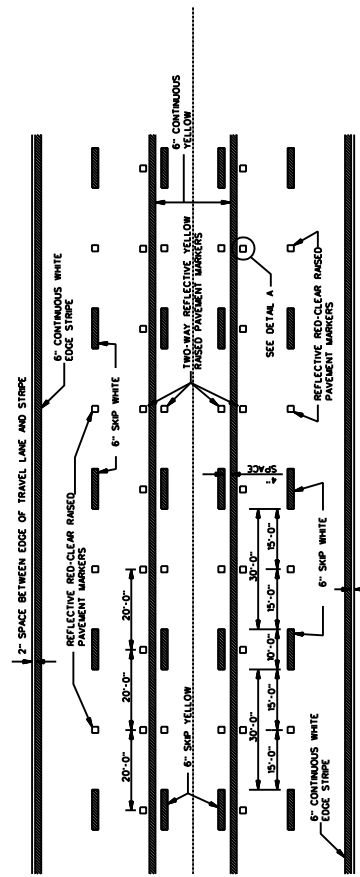 2" SPACE BETWEEN EDGE OF TRAVEL LANE AND STRIPE
6" CONTINUOUS WHITE
EDGE STRIPE
REFLECTIVE RED-CLEAR RAISED
PAVEMENT MARKERS
6" SKIP WHITE
6" CONTINUOUS
YELLOW
20'-0"
20'-0"
20'-0"
TWO-WAY REFLECTIVE YELLOW
RAISED PAVEMENT MARKERS
6" SKIP YELLOW
4"
SPACE
SEE DETAIL A
30'-0"
30'-0"
15'-0"
15'-0"
10'-0"
15'-0"
15'-0"
REFLECTIVE RED-CLEAR RAISED
PAVEMENT MARKERS
6" SKIP WHITE
6" CONTINUOUS WHITE
EDGE STRIPE